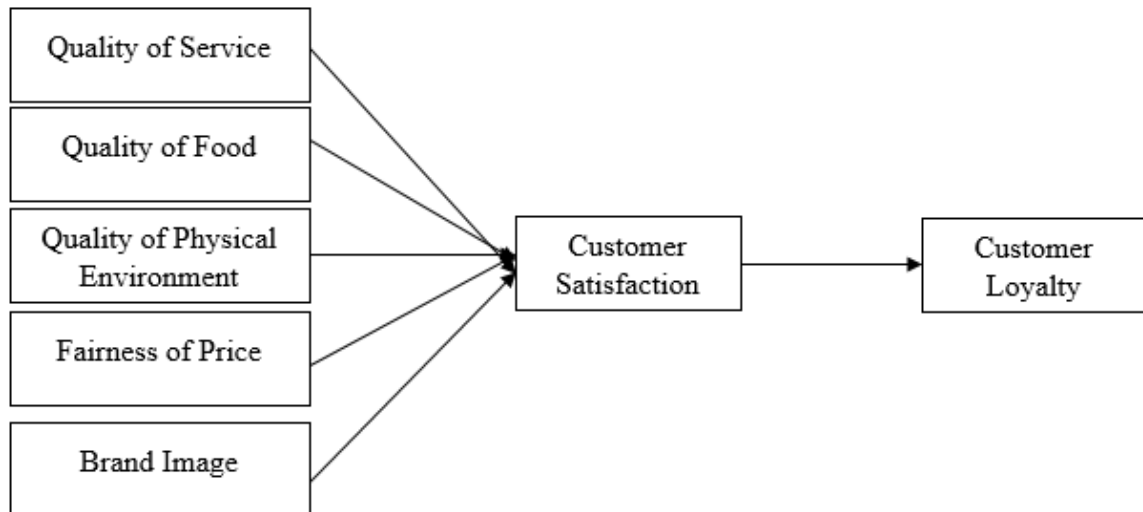 Quality of Service
Quality of Food
Quality of Physical
Environment
Fairness of Price
Brand Image
Customer
Satisfaction
Customer
Loyalty